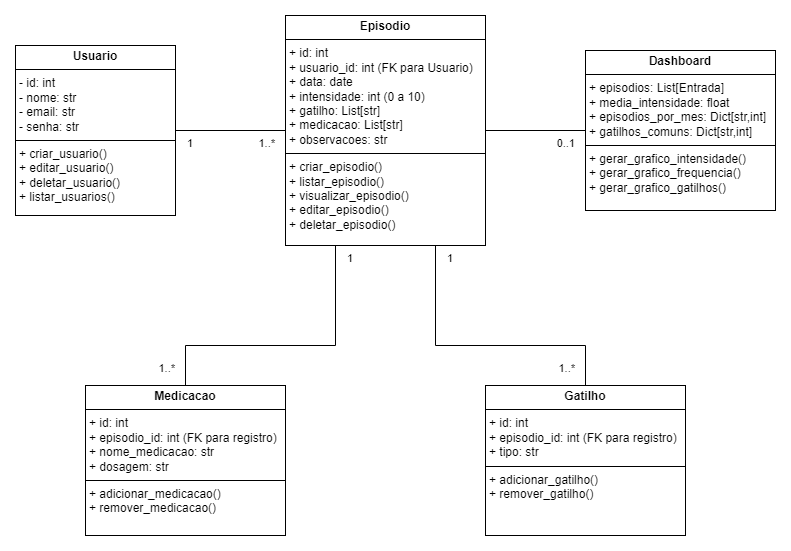 Usuario
- id: int
- nome: str
- email: str
- senha: str
+ criar_usuario()
+ editar_usuario()
+ deletar_usuario()
+ listar_usuarios()
1
1..*
Episodio
+ id: int
+ usuario_id: int (FK para Usuario)
+ data: date
+ intensidade: int (0 a 10)
+ gatilho: List[str]
+ medicacao: List[str]
+ observacoes: str
+ criar_episodio()
+ listar_episodio()
+ visualizar_episodio()
+ editar_episodio()
+ deletar_episodio()
0..1
Dashboard
+ episodios: List[Entrada]
+ media_intensidade: float
+ episodios_por_mes: Dict[str,int]
+ gatilhos_comuns: Dict[str,int]
+ gerar_grafico_intensidade()
+ gerar_grafico_frequencia()
+ gerar_grafico_gatilhos()
1
1
1..*
1..*
Medicacao
+ id: int
+ episodio_id: int (FK para registro)
+ nome_medicacao: str
+ dosagem: str
+ adicionar_medicacao()
+ remover_medicacao()
Gatilho
+ id: int
+ episodio_id: int (FK para registro)
+ tipo: str
+ adicionar_gatilho()
+ remover_gatilho()